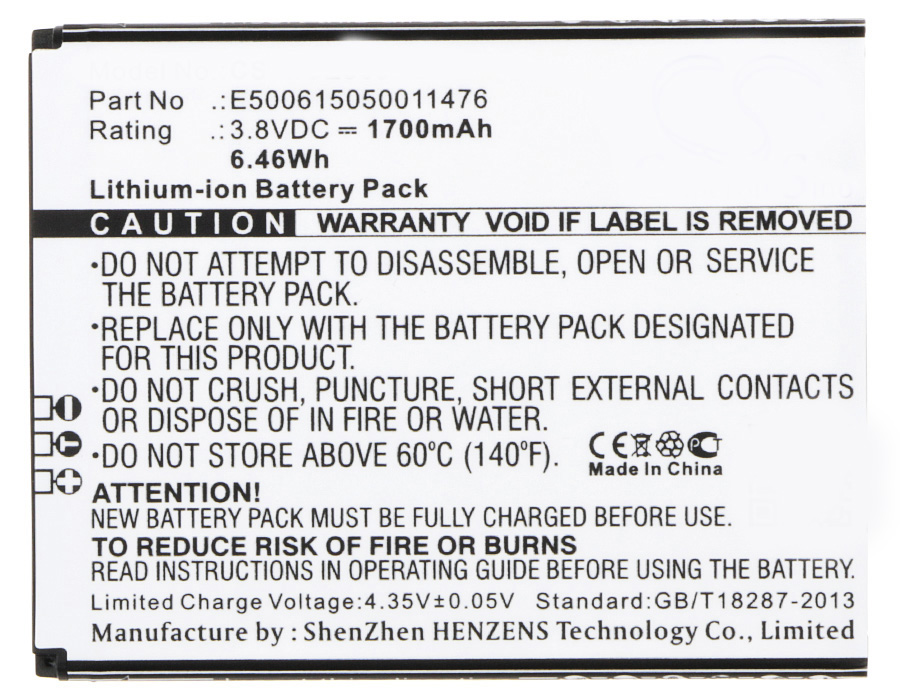 Part No .:E500615050011476
Rating .:3.8VDC ⎓ 1700mAh
6.46Wh
Lithium-ion Battery Pack
CAUTION WARRANTY VOID IF LABEL IS REMOVED
•DO NOT ATTEMPT TO DISASSEMBLE, OPEN OR SERVICE
THE BATTERY PACK.
•REPLACE ONLY WITH THE BATTERY PACK DESIGNATED
FOR THIS PRODUCT.
•DO NOT CRUSH, PUNCTURE, SHORT EXTERNAL CONTACTS
OR DISPOSE OF IN FIRE OR WATER.
•DO NOT STORE ABOVE 60°C (140°F).
CE PCT
Made In China
ATTENTION!
NEW BATTERY PACK MUST BE FULLY CHARGED BEFORE USE.
TO REDUCE RISK OF FIRE OR BURNS
READ INSTRUCTIONS IN OPERATING GUIDE BEFORE USING THE BATTERY.
Limited Charge Voltage:4.35V±0.05V Standard:GB/T18287-2013
Manufacture by : ShenZhen HENZENS Technology Co., Limited